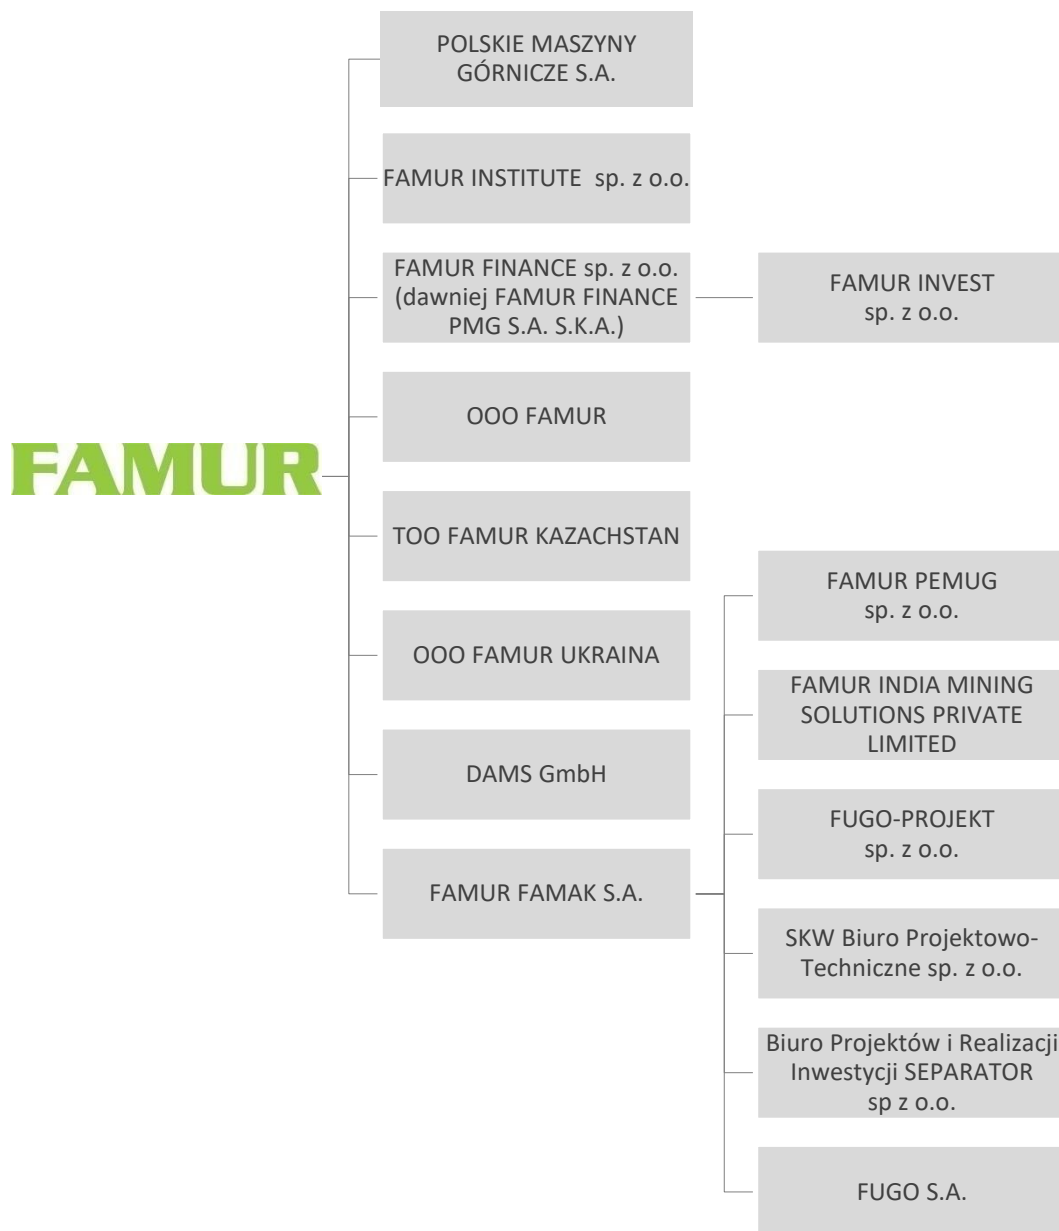 POLSKIE MASZYNY
GÓRNICZE S.A.
FAMUR INSTITUTE sp. z o.o.
FAMUR FINANCE sp. z o.o.
(dawniej FAMUR FINANCE
PMG S.A. S.K.A.)
FAMUR INVEST
sp. z o.o.
OOO FAMUR
FAMUR
TOO FAMUR KAZACHSTAN
OOO FAMUR UKRAINA
DAMS GmbH
FAMUR FAMAK S.A.
FAMUR PEMUG
sp. z o.o.
FAMUR INDIA MINING
SOLUTIONS PRIVATE
LIMITED
FUGO-PROJEKT
sp. z o.o.
SKW Biuro Projektowo-
Techniczne sp. z o.o.
Biuro Projektów i Realizacji
Inwestycji SEPARATOR
sp z o.o.
FUGO S.A.